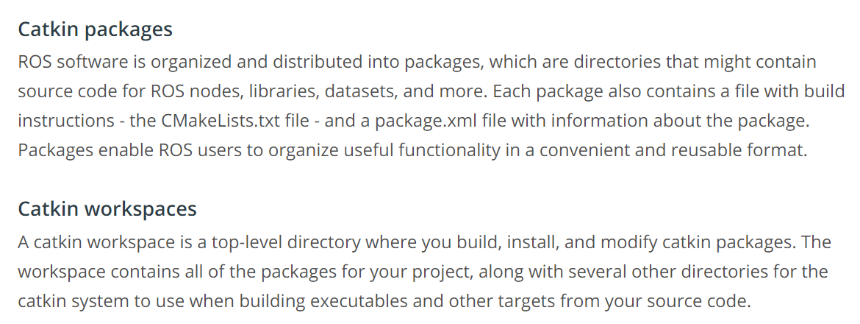 Catkin packages
ROS software is organized and distributed into packages, which are directories that might contain
source code for ROS nodes, libraries, datasets, and more. Each package also contains a file with build
instructions - the CMakeLists.txt file - and a package.xml file with information about the package.
Packages enable ROS users to organize useful functionality in a convenient and reusable format.
Catkin workspaces
A catkin workspace is a top-level directory where you build, install, and modify catkin packages. The
workspace contains all of the packages for your project, along with several other directories for the
catkin system to use when building executables and other targets from your source code.